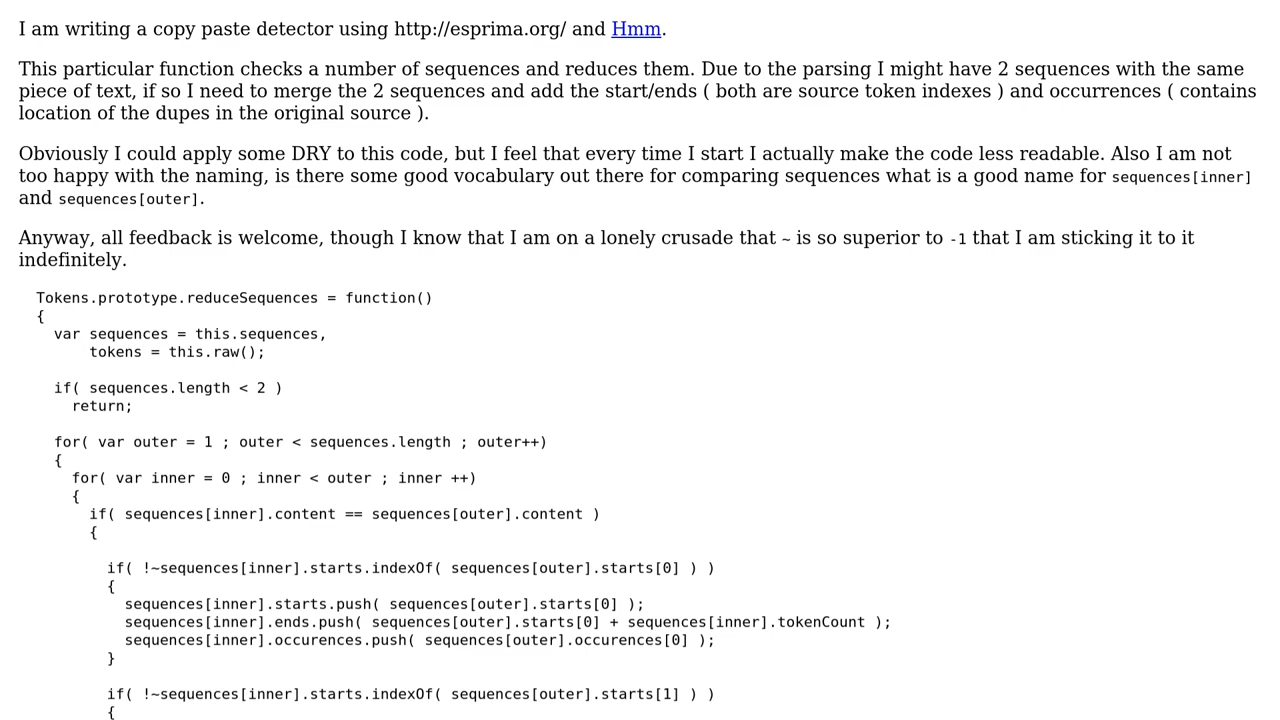 I am writing a copy paste detector using http://esprima.org/ and Hmm.
This particular function checks a number of sequences and reduces them. Due to the parsing I might have 2 sequences with the same
piece of text, if so I need to merge the 2 sequences and add the start/ends ( both are source token indexes ) and occurrences ( contains
location of the dupes in the original source ).
Obviously I could apply some DRY to this code, but I feel that every time I start I actually make the code less readable. Also I am not
too happy with the naming, is there some good vocabulary out there for comparing sequences what is a good name for sequences[inner]
and sequences[outer].
Anyway, all feedback is welcome, though I know that I am on a lonely crusade that ~ is so superior to -1 that I am sticking it to it
indefinitely.
Tokens.prototype.reduceSequences = function()
{
  var sequences = this.sequences,
      tokens = this.raw();
  if( sequences.length < 2 )
    return;
  for( var outer = 1 ; outer < sequences.length ; outer++)
  {
    for( var inner = 0 ; inner < outer ; inner ++)
    {
      if( sequences[inner].content == sequences[outer].content )
      {
        if( !~sequences[inner].starts.indexOf( sequences[outer].starts[0] ) )
        {
          sequences[inner].starts.push( sequences[outer].starts[0] );
          sequences[inner].ends.push( sequences[outer].starts[0] + sequences[inner].tokenCount );
          sequences[inner].occurences.push( sequences[outer].occurences[0] );
        }
        if( !~sequences[inner].starts.indexOf( sequences[outer].starts[1] ) )
        {